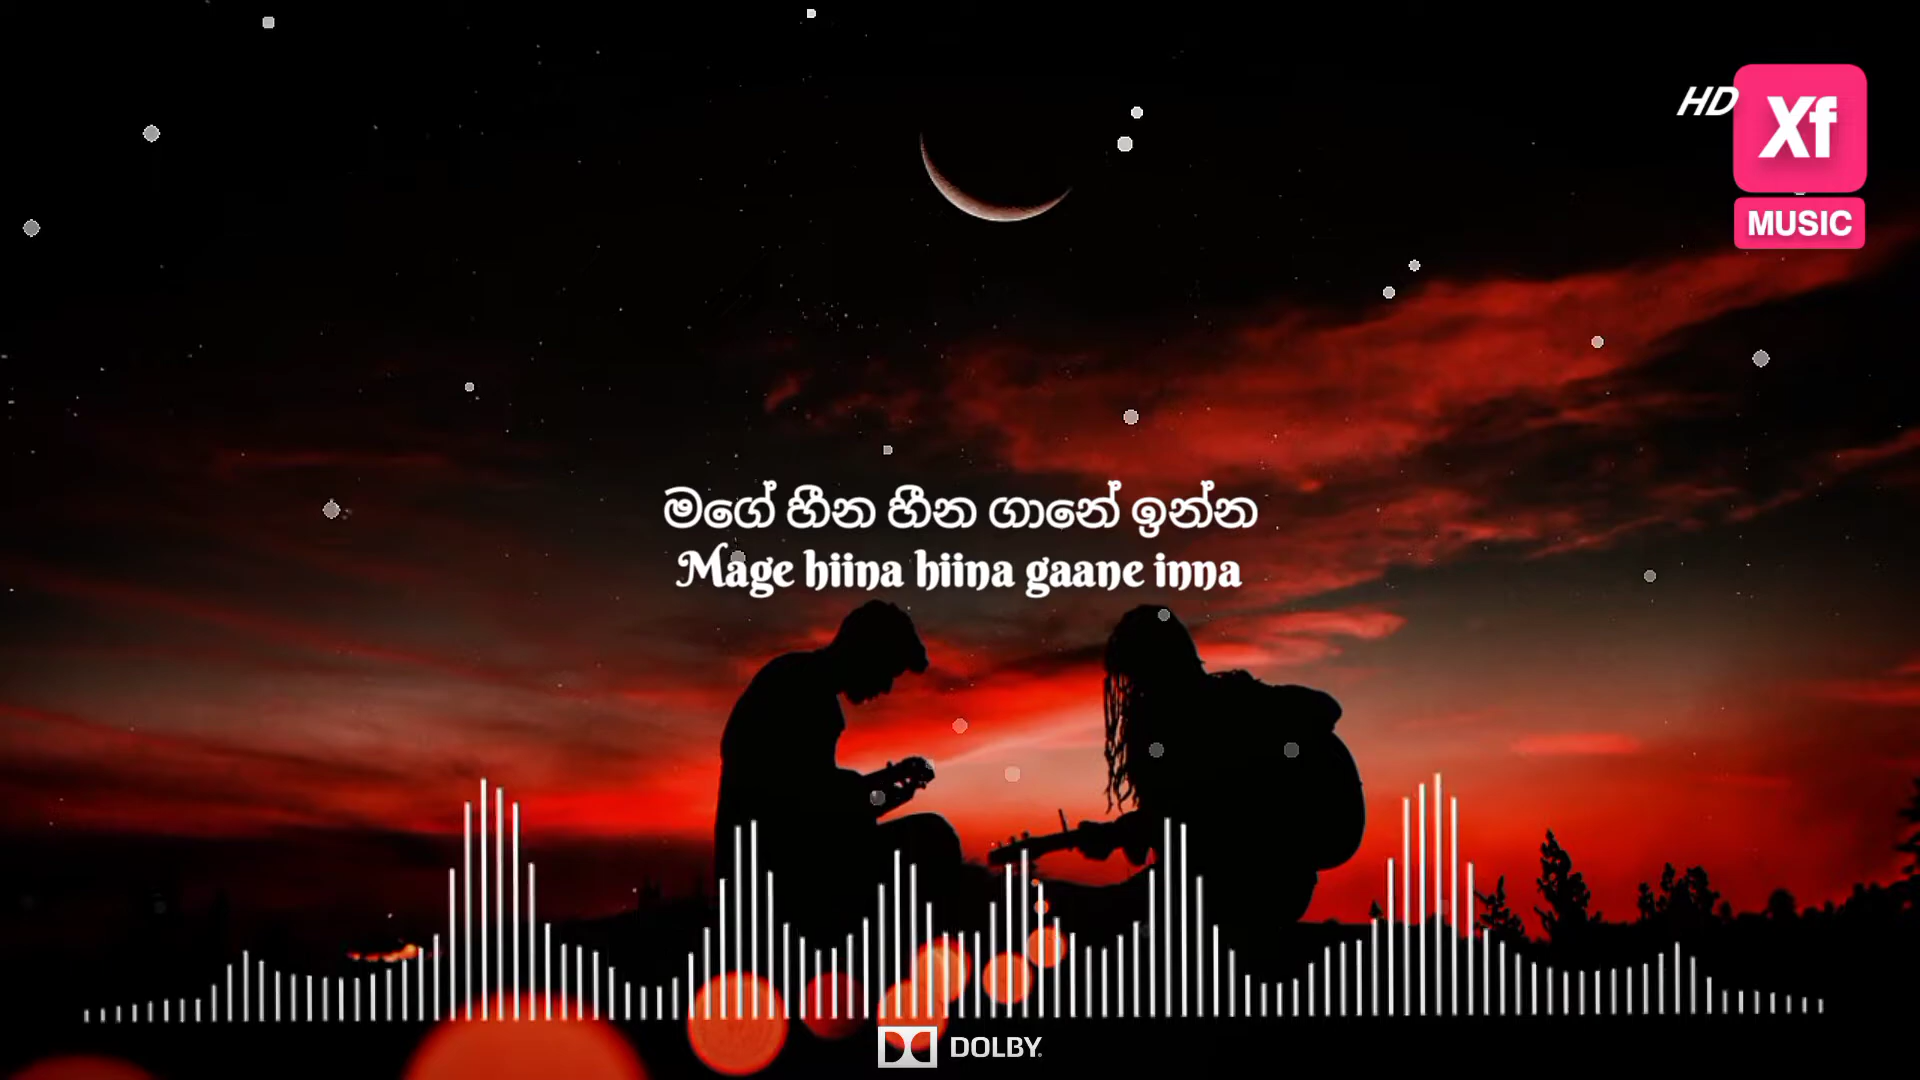 HD
Xf
MUSIC
මගේ හීන හීන ගානේ ඉන්න
Mage hiina hiina gaane inna
DOLBY